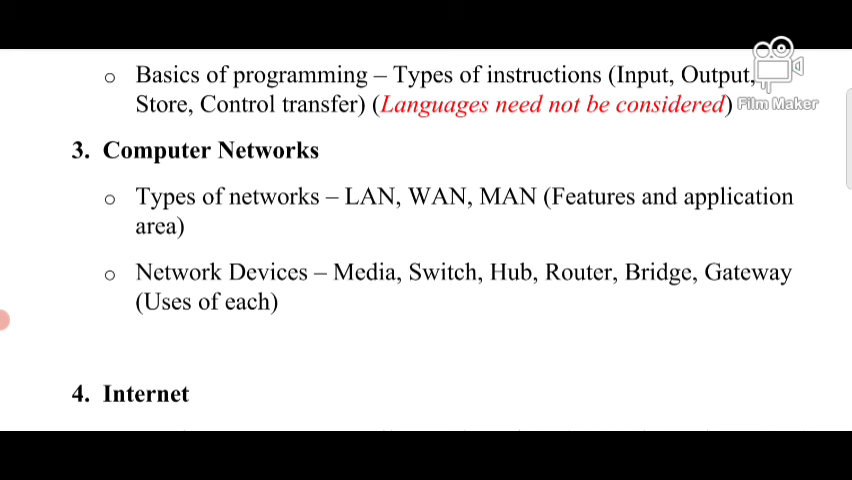 o Basics of programming – Types of instructions (Input, Output,
Store, Control transfer) (Languages need not be considered)
Film Maker
3. Computer Networks
o Types of networks – LAN, WAN, MAN (Features and application
area)
o Network Devices – Media, Switch, Hub, Router, Bridge, Gateway
(Uses of each)
4. Internet